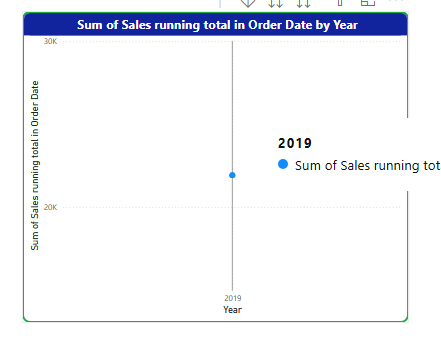 Sum of Sales running total in Order Date by Year
30K
Sum of Sales running total in Order Date
2019
Sum of Sales running tot
20K
2019
Year